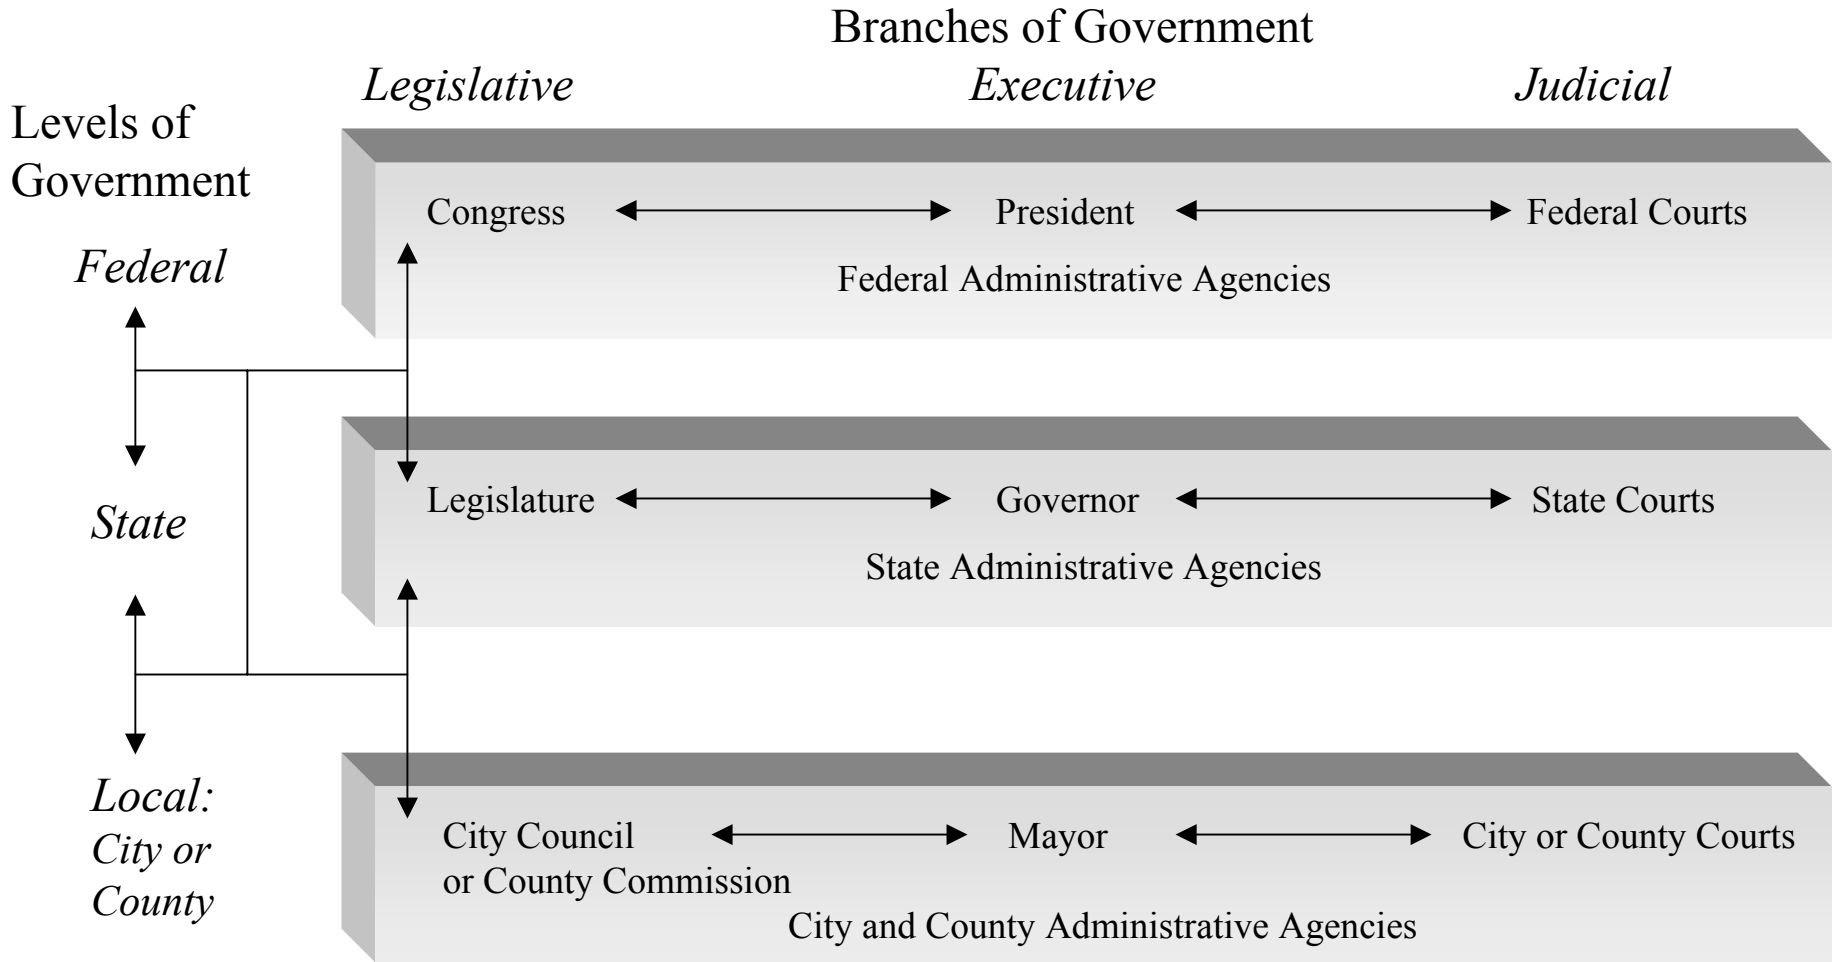 Branches of Government
Legislative Executive Judicial
Levels of
Government
Congress President Federal Courts
Federal
Federal Administrative Agencies
Legislature Governor State Courts
State
State Administrative Agencies
Local:
City or
County
City Council Mayor City or County Courts
or County Commission
City and County Administrative Agencies